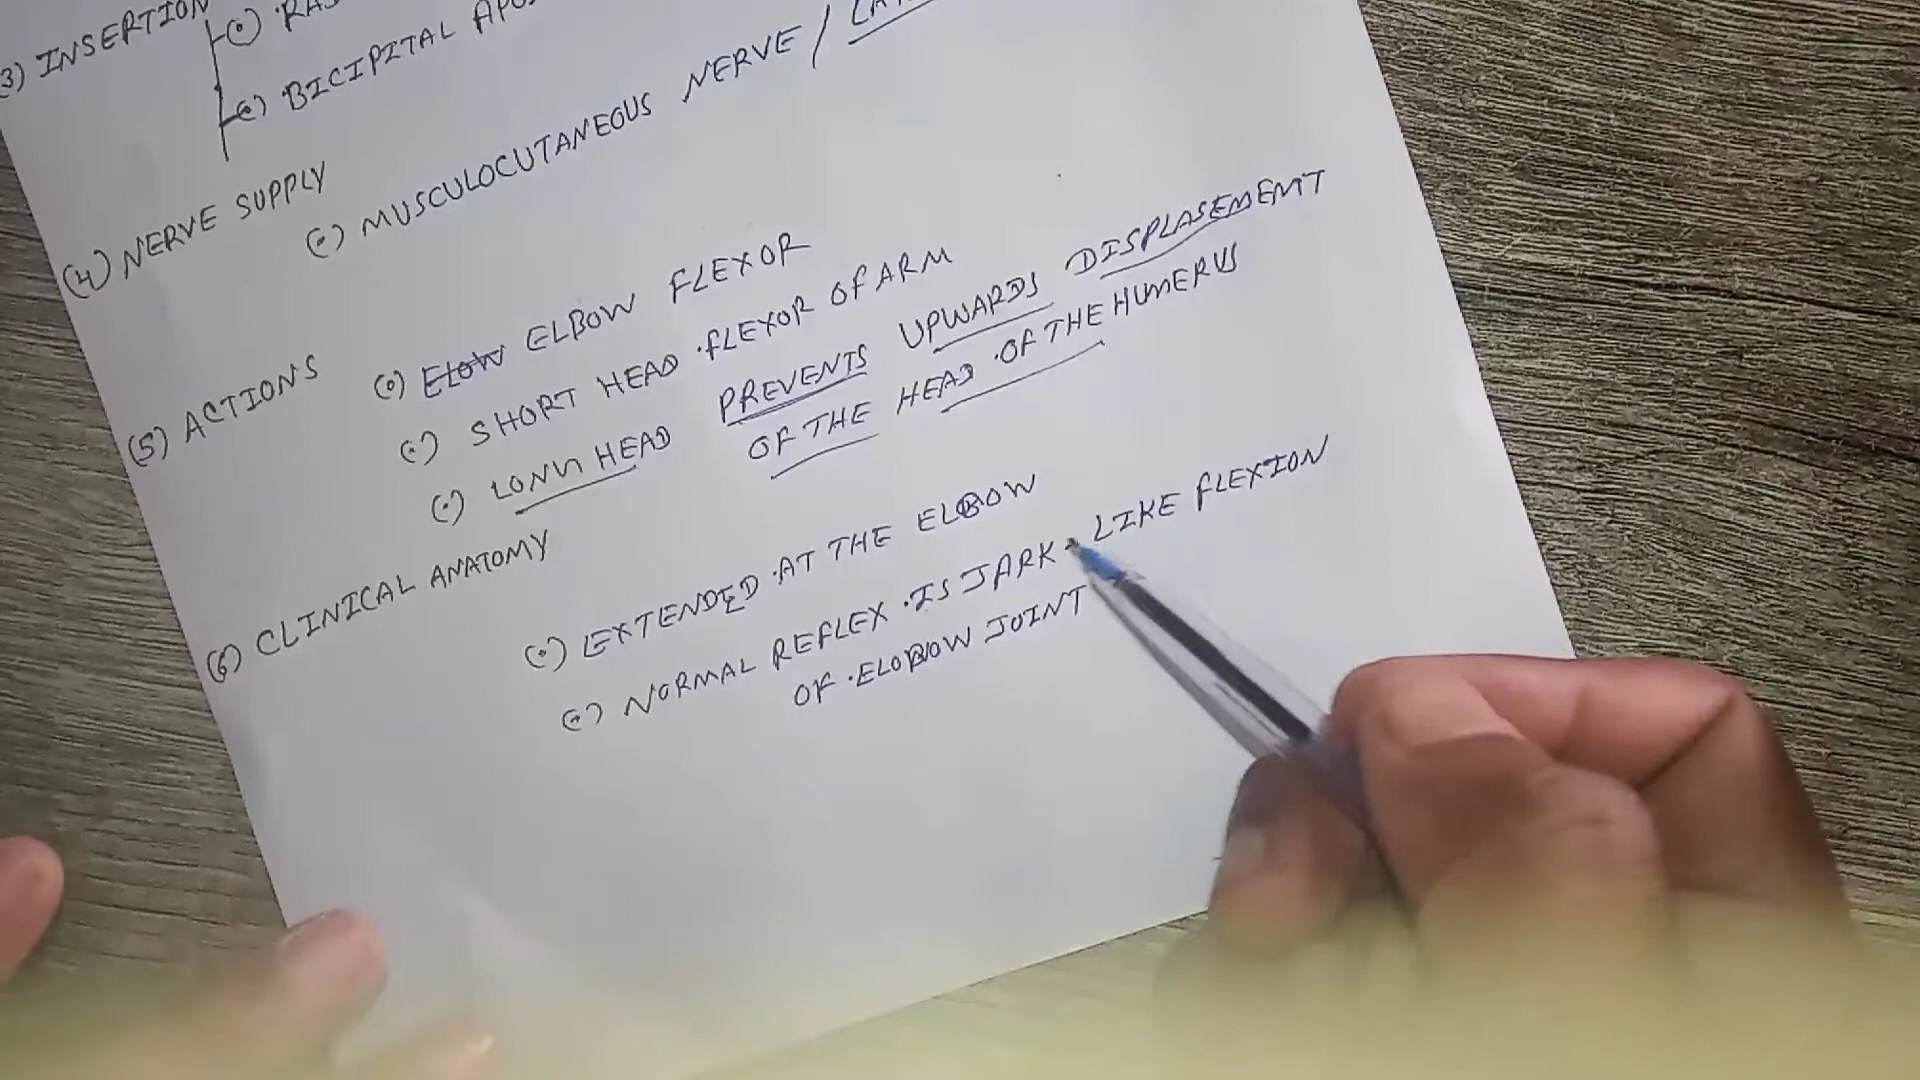 3) INSERTION
(•)
(•) BICIPITAL
(4) NERVE SUPPLY
(•) MUSCULOCUTANEOUS NERVE /
(5) ACTIONS
(•) ELOW ELBOW FLEXOR
(•) SHORT HEAD FLEXOR OF ARM
(•) LONG HEAD PREVENTS UPWARDS DISPLASEMENT
OF THE HEAD OF THE HUMERUS
(6) CLINICAL ANATOMY
(•) EXTENDED AT THE ELBOW
(•) NORMAL REFLEX IS JARK LIKE FLEXION
OF ELOBOW JOINT